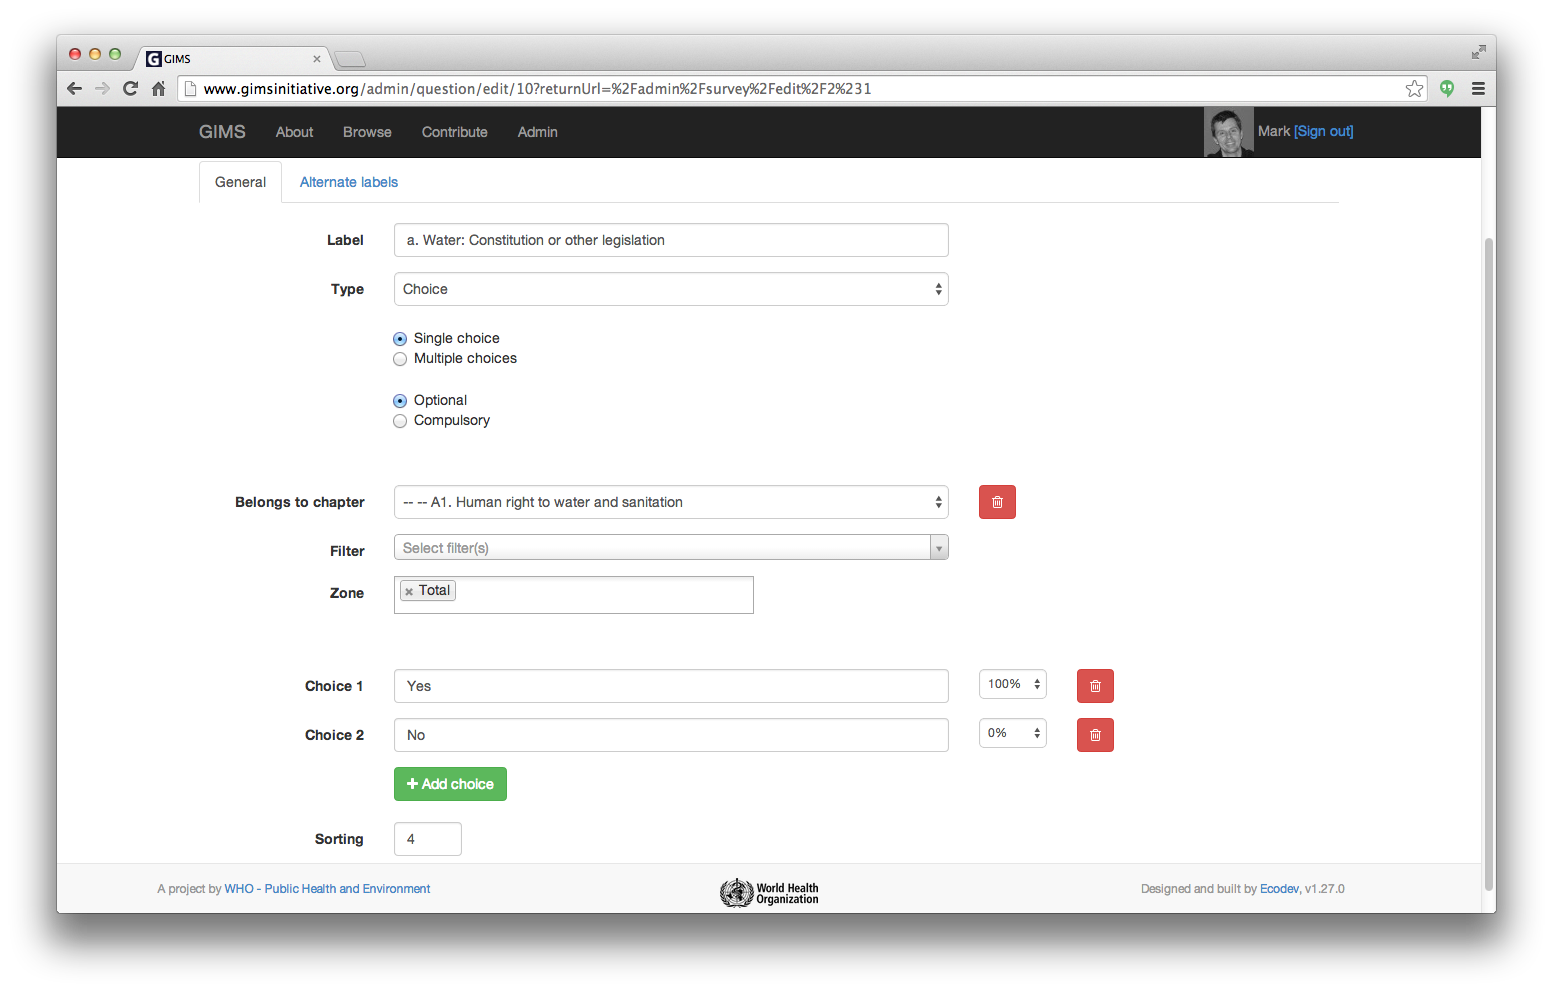 GIMS
www.gimsinitiative.org/admin/question/edit/10?returnUrl=%2Fadmin%2Fsurvey%2Fedit%2F2%231
GIMS About Browse Contribute Admin Mark [Sign out]
General Alternate labels
Label a. Water: Constitution or other legislation
Type Choice
Single choice
Multiple choices
Optional
Compulsory
Belongs to chapter -- -- A1. Human right to water and sanitation
Filter Select filter(s)
Zone × Total
Choice 1 Yes 100%
Choice 2 No 0%
+ Add choice
Sorting 4
A project by WHO - Public Health and Environment World Health Organization Designed and built by Ecodev, v1.27.0